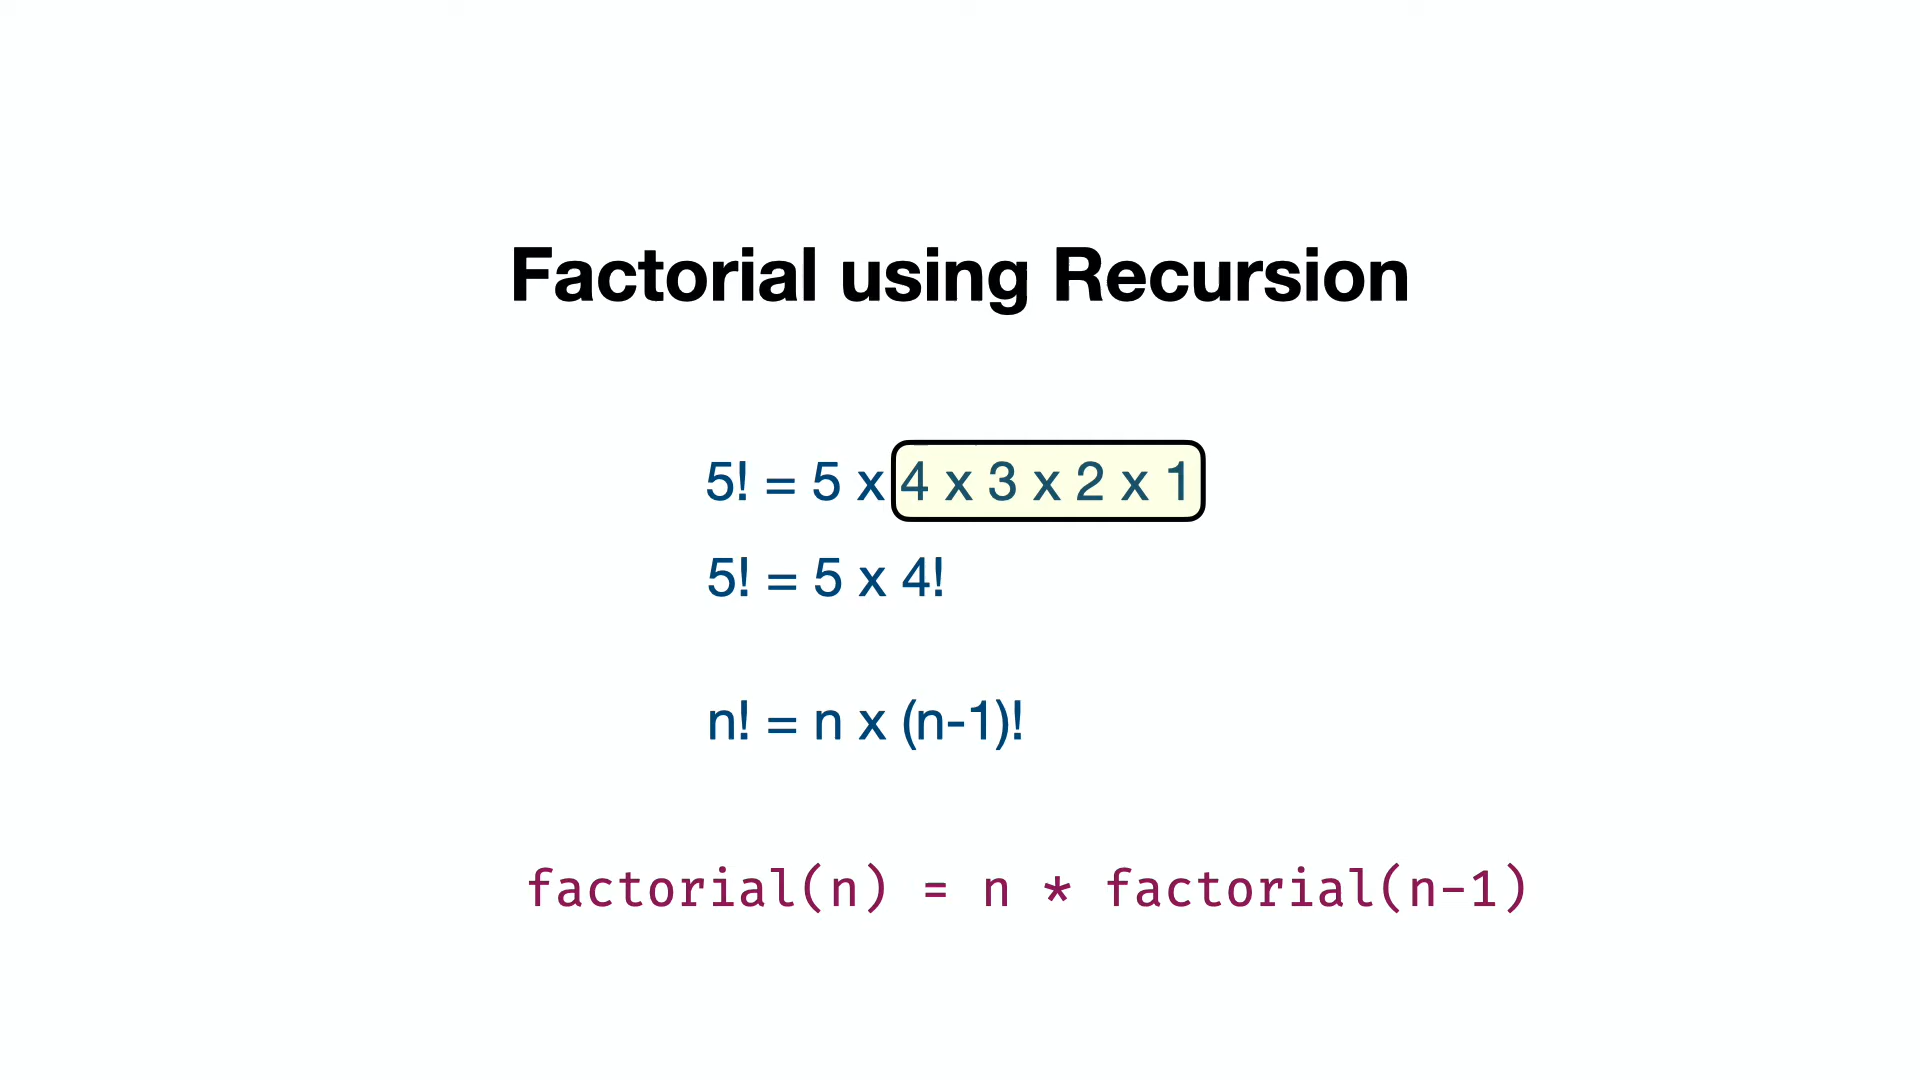 Factorial using Recursion
5! = 5 x 4 x 3 x 2 x 1
5! = 5 x 4!
n! = n x (n-1)!
factorial(n) = n * factorial(n-1)